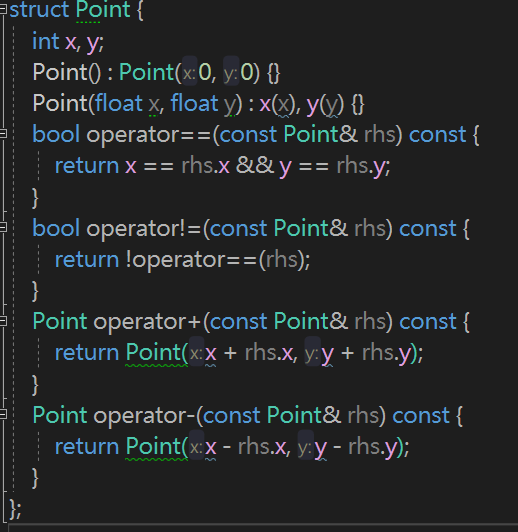 struct Point {
int x, y;
Point() : Point(x: 0, y: 0) {}
Point(float x, float y) : x(x), y(y) {}
bool operator==(const Point& rhs) const {
return x == rhs.x && y == rhs.y;
}
bool operator!=(const Point& rhs) const {
return !operator==(rhs);
}
Point operator+(const Point& rhs) const {
return Point(x: x + rhs.x, y: y + rhs.y);
}
Point operator-(const Point& rhs) const {
return Point(x: x - rhs.x, y: y - rhs.y);
}
};